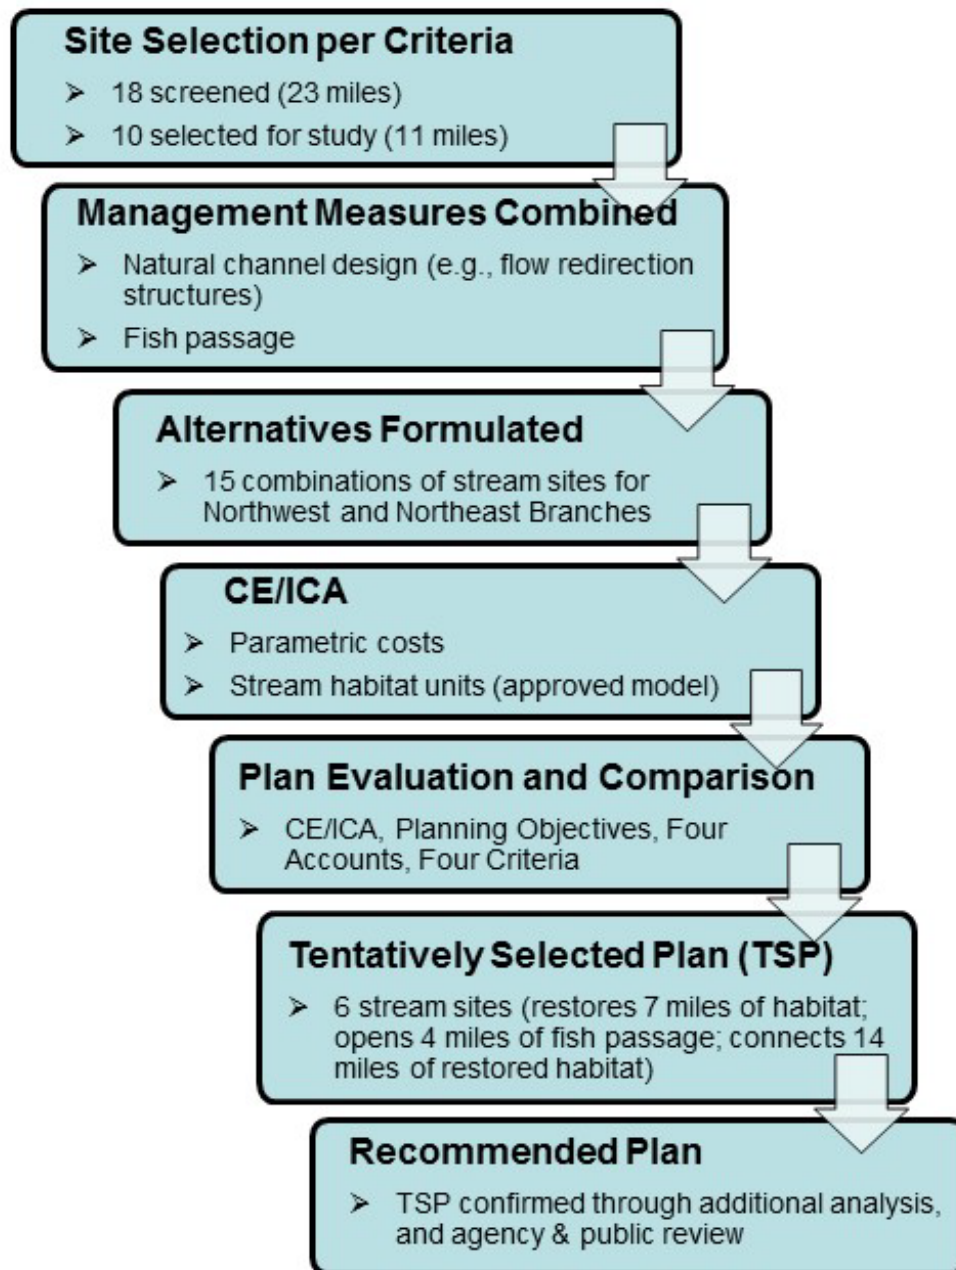 Site Selection per Criteria
➢ 18 screened (23 miles)
➢ 10 selected for study (11 miles)
Management Measures Combined
➢ Natural channel design (e.g., flow redirection
structures)
➢ Fish passage
Alternatives Formulated
➢ 15 combinations of stream sites for
Northwest and Northeast Branches
CE/ICA
➢ Parametric costs
➢ Stream habitat units (approved model)
Plan Evaluation and Comparison
➢ CE/ICA, Planning Objectives, Four
Accounts, Four Criteria
Tentatively Selected Plan (TSP)
➢ 6 stream sites (restores 7 miles of habitat;
opens 4 miles of fish passage; connects 14
miles of restored habitat)
Recommended Plan
➢ TSP confirmed through additional analysis,
and agency & public review